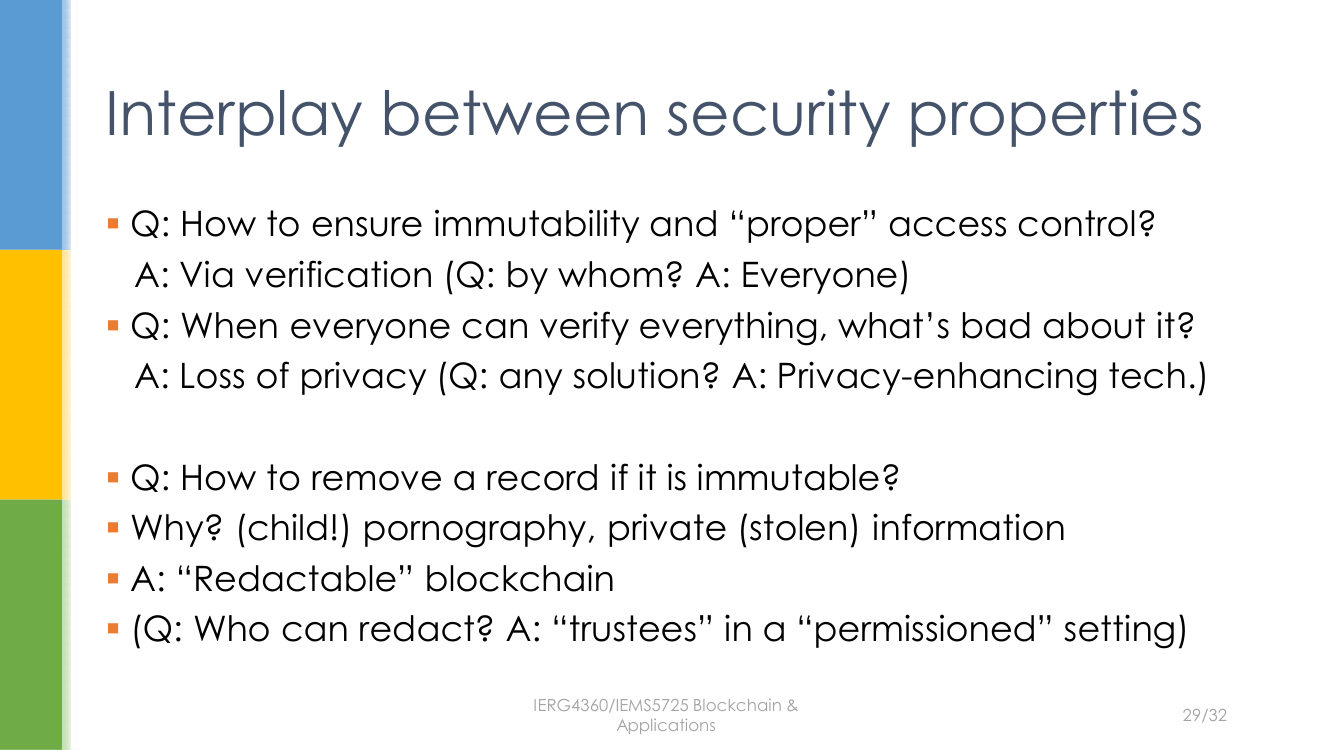 Interplay between security properties
Q: How to ensure immutability and “proper” access control?
A: Via verification (Q: by whom? A: Everyone)
Q: When everyone can verify everything, what’s bad about it?
A: Loss of privacy (Q: any solution? A: Privacy-enhancing tech.)
Q: How to remove a record if it is immutable?
Why? (child!) pornography, private (stolen) information
A: “Redactable” blockchain
(Q: Who can redact? A: “trustees” in a “permissioned” setting)
IERG4360/IEMS5725 Blockchain &
Applications
29/32